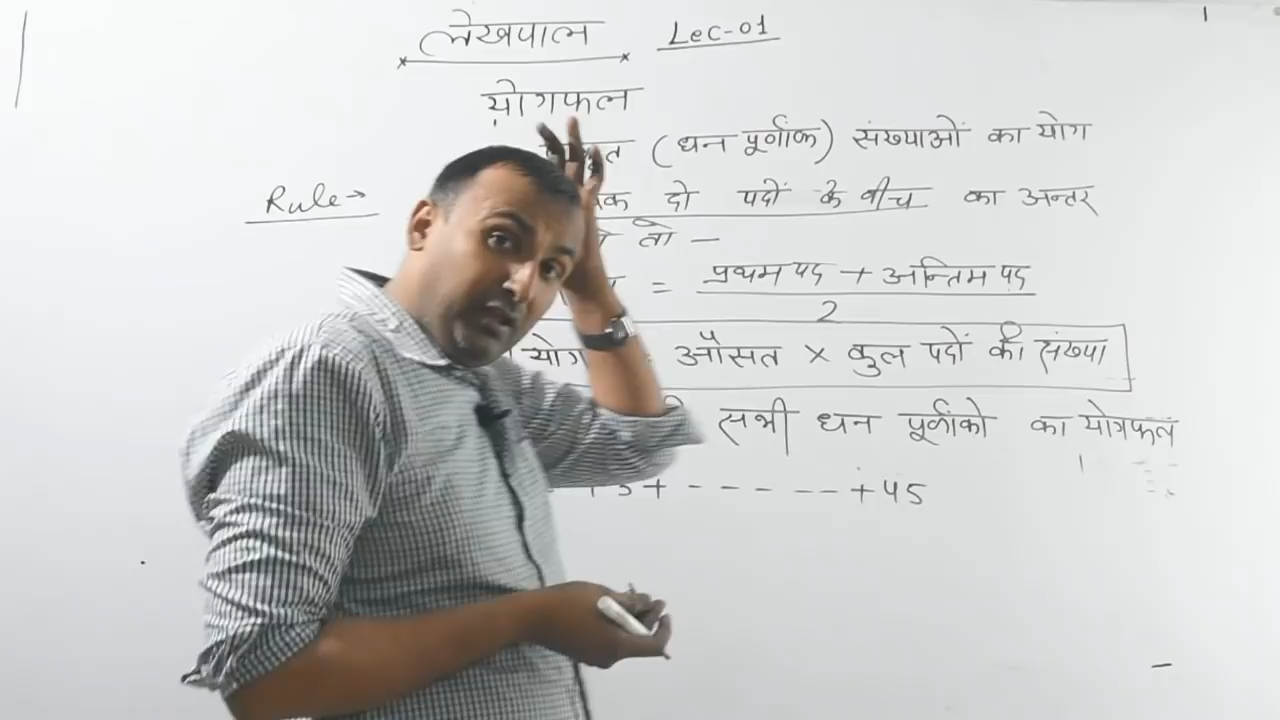 लेखपाल Lec-01
योगफल
(धन पूर्णांक) संख्याओं का योग
Rule→ दो पदों के बीच का अन्तर
तो —
= प्रथम पद + अन्तिम पद
2
योग औसत × कुल पदों की संख्या
सभी धन पूर्णांको का योगफल
+ 3 + - - - - - - + 45